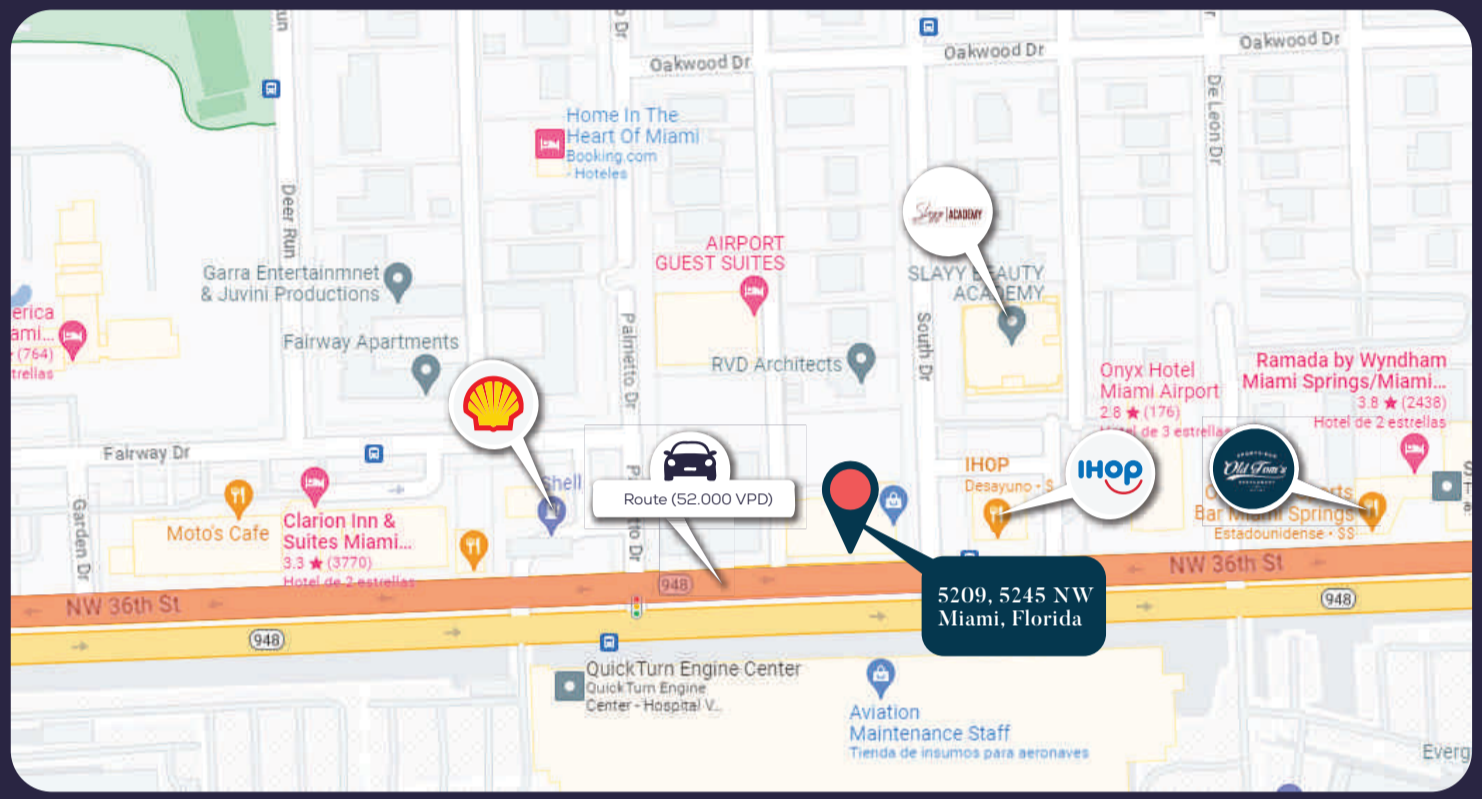 Oakwood Dr
Oakwood Dr
Oakwood Dr
De Leon Dr
Home In The
Heart Of Miami
Booking.com
- Hoteles
Deer Run
Slayy | ACADEMY
AIRPORT
GUEST SUITES
SLAYY BEAUTY
ACADEMY
Garra Entertainmnet
& Juvini Productions
Fairway Apartments
Palmetto Dr
RVD Architects
South Dr
(764)
Onyx Hotel
Miami Airport
2.8 ★ (176)
Hotel de 3 estrellas
Ramada by Wyndham
Miami Springs/Miami...
3.8 ★ (2438)
Hotel de 2 estrellas
Fairway Dr
Garden Dr
Moto's Cafe
Clarion Inn &
Suites Miami...
3.3 ★ (3770)
Hotel de 2 estrellas
Shell
Route (52.000 VPD)
IHOP
Desayuno · $
IHOP
Old Tom's
Bar Miami Springs
Estadounidense · $$
NW 36th St
948
NW 36th St
948
948
5209, 5245 NW
Miami, Florida
QuickTurn Engine Center
QuickTurn Engine
Center - Hospital V...
Aviation
Maintenance Staff
Tienda de insumos para aeronaves
Everg